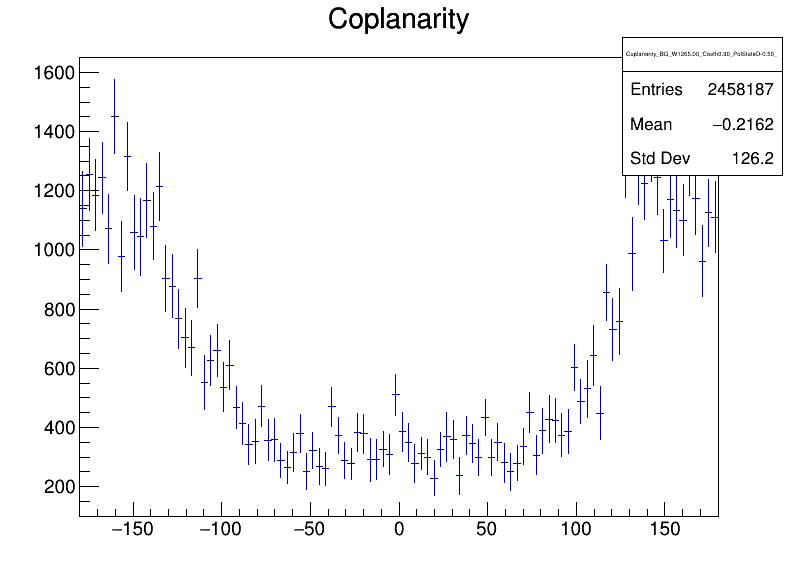 Coplanarity
Coplanarity_BG_W1265.00_Costh0.90_PolStateD-0.50_
Entries 2458187
Mean −0.2162
Std Dev 126.2
1600
1400
1200
1000
800
600
400
200
−150 −100 −50 0 50 100 150